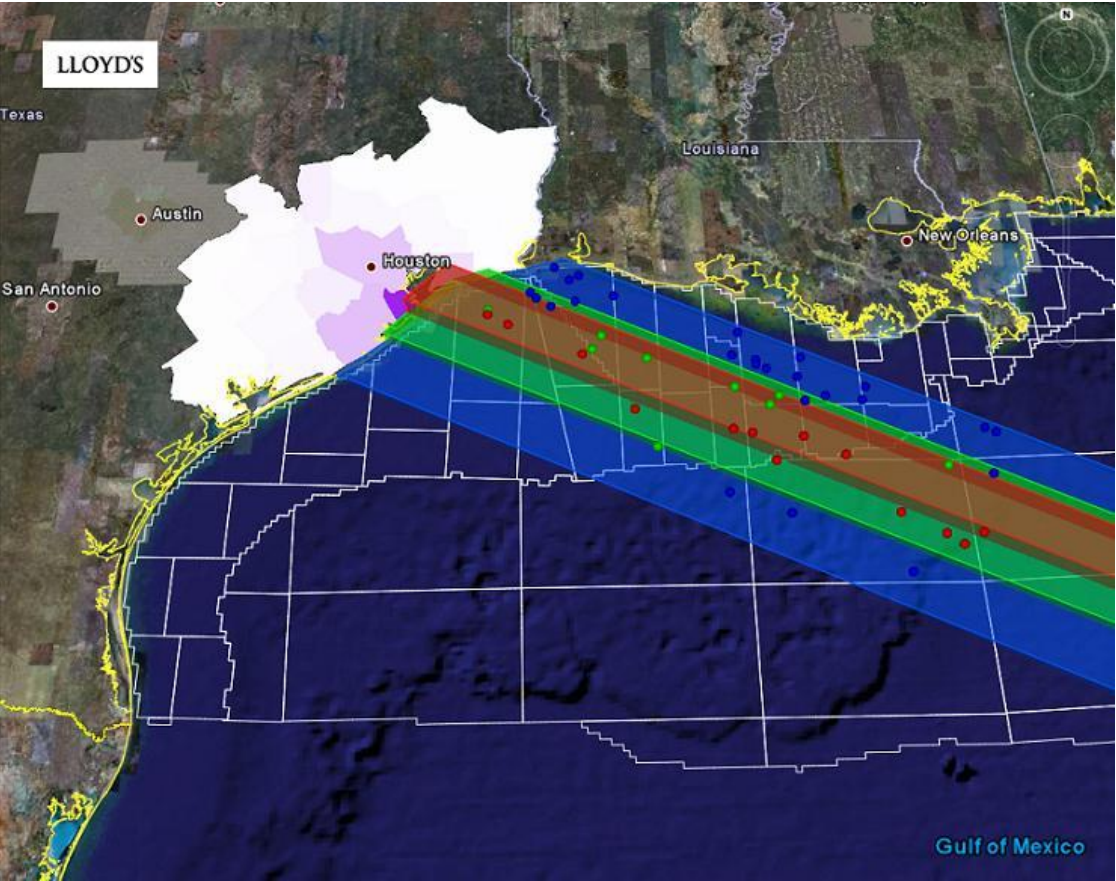 N
LLOYD'S
Texas
Louisiana
Austin
New Orleans
Houston
San Antonio
Gulf of Mexico